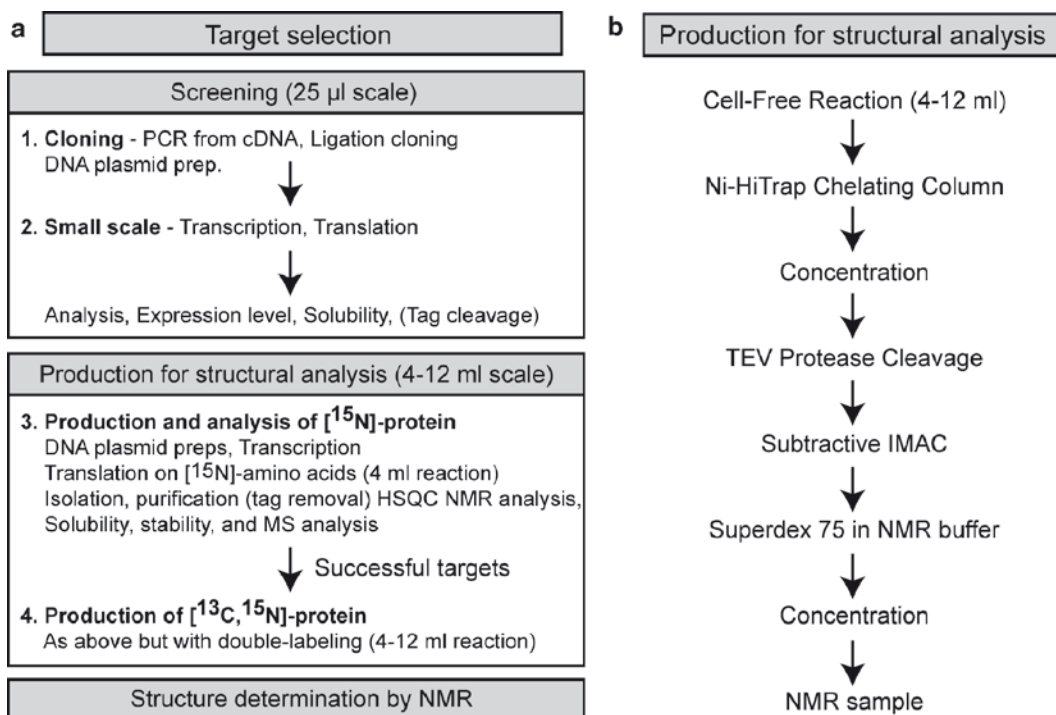 a
Target selection
Screening (25 µl scale)
1. Cloning - PCR from cDNA, Ligation cloning
DNA plasmid prep.
2. Small scale - Transcription, Translation
Analysis, Expression level, Solubility, (Tag cleavage)
Production for structural analysis (4-12 ml scale)
3. Production and analysis of [¹⁵N]-protein
DNA plasmid preps, Transcription
Translation on [¹⁵N]-amino acids (4 ml reaction)
Isolation, purification (tag removal) HSQC NMR analysis,
Solubility, stability, and MS analysis
Successful targets
4. Production of [¹³C,¹⁵N]-protein
As above but with double-labeling (4-12 ml reaction)
Structure determination by NMR
b
Production for structural analysis
Cell-Free Reaction (4-12 ml)
Ni-HiTrap Chelating Column
Concentration
TEV Protease Cleavage
Subtractive IMAC
Superdex 75 in NMR buffer
Concentration
NMR sample